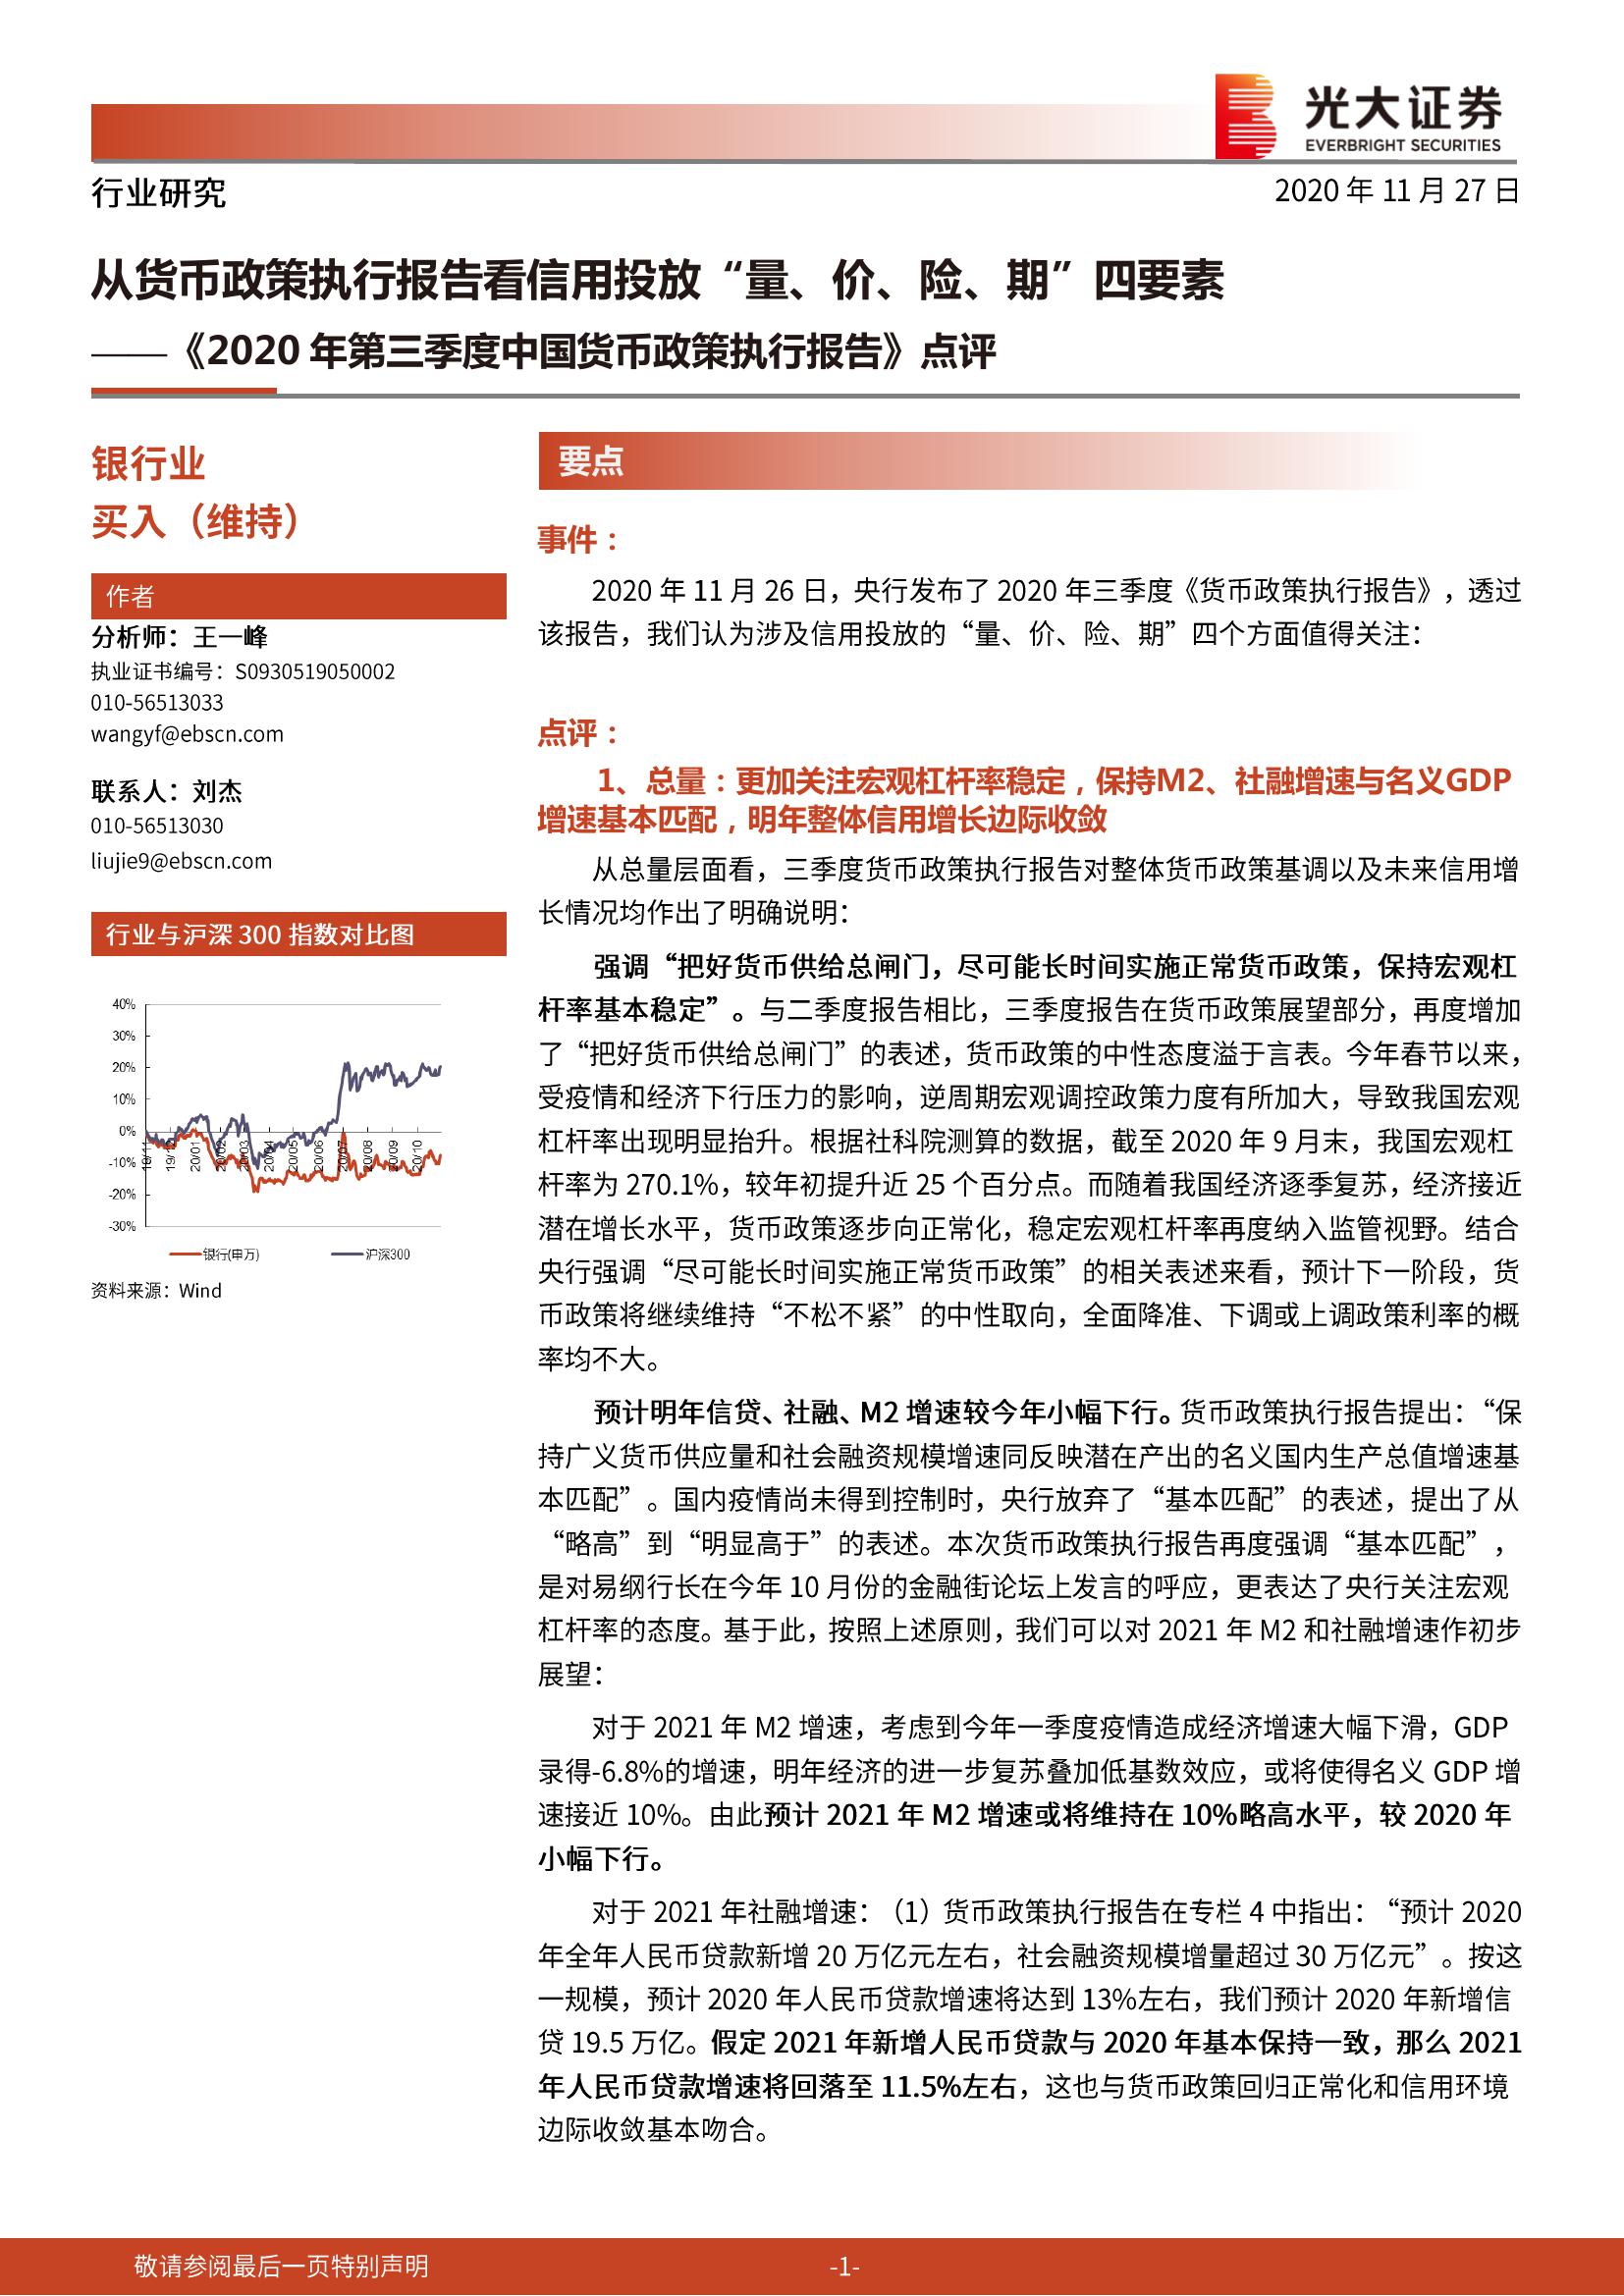 光大证券
EVERBRIGHT SECURITIES
行业研究
2020 年 11 月 27 日
从货币政策执行报告看信用投放“量、价、险、期”四要素
——《2020 年第三季度中国货币政策执行报告》点评
银行业
买入（维持）
作者
分析师：王一峰
执业证书编号：S0930519050002
010-56513033
wangyf@ebscn.com
联系人：刘杰
010-56513030
liujie9@ebscn.com
行业与沪深 300 指数对比图
40%
30%
20%
10%
0%
-10%
-20%
-30%
20/01
20/02
20/03
20/04
20/05
20/06
20/07
20/08
20/09
20/10
银行(申万)
沪深300
资料来源：Wind
要点
事件：
2020 年 11 月 26 日，央行发布了 2020 年三季度《货币政策执行报告》，透过
该报告，我们认为涉及信用投放的“量、价、险、期”四个方面值得关注：
点评：
1、总量：更加关注宏观杠杆率稳定，保持M2、社融增速与名义GDP
增速基本匹配，明年整体信用增长边际收敛
从总量层面看，三季度货币政策执行报告对整体货币政策基调以及未来信用增
长情况均作出了明确说明：
强调“把好货币供给总闸门，尽可能长时间实施正常货币政策，保持宏观杠
杆率基本稳定”。与二季度报告相比，三季度报告在货币政策展望部分，再度增加
了“把好货币供给总闸门”的表述，货币政策的中性态度溢于言表。今年春节以来，
受疫情和经济下行压力的影响，逆周期宏观调控政策力度有所加大，导致我国宏观
杠杆率出现明显抬升。根据社科院测算的数据，截至 2020 年 9 月末，我国宏观杠
杆率为 270.1%，较年初提升近 25 个百分点。而随着我国经济逐季复苏，经济接近
潜在增长水平，货币政策逐步向正常化，稳定宏观杠杆率再度纳入监管视野。结合
央行强调“尽可能长时间实施正常货币政策”的相关表述来看，预计下一阶段，货
币政策将继续维持“不松不紧”的中性取向，全面降准、下调或上调政策利率的概
率均不大。
预计明年信贷、社融、M2 增速较今年小幅下行。货币政策执行报告提出：“保
持广义货币供应量和社会融资规模增速同反映潜在产出的名义国内生产总值增速基
本匹配”。国内疫情尚未得到控制时，央行放弃了“基本匹配”的表述，提出了从
“略高”到“明显高于”的表述。本次货币政策执行报告再度强调“基本匹配”，
是对易纲行长在今年 10 月份的金融街论坛上发言的呼应，更表达了央行关注宏观
杠杆率的态度。基于此，按照上述原则，我们可以对 2021 年 M2 和社融增速作初步
展望：
对于 2021 年 M2 增速，考虑到今年一季度疫情造成经济增速大幅下滑，GDP
录得-6.8%的增速，明年经济的进一步复苏叠加低基数效应，或将使得名义 GDP 增
速接近 10%。由此预计 2021 年 M2 增速或将维持在 10%略高水平，较 2020 年
小幅下行。
对于 2021 年社融增速：（1）货币政策执行报告在专栏 4 中指出：“预计 2020
年全年人民币贷款新增 20 万亿元左右，社会融资规模增量超过 30 万亿元”。按这
一规模，预计 2020 年人民币贷款增速将达到 13%左右，我们预计 2020 年新增信
贷 19.5 万亿。假定 2021 年新增人民币贷款与 2020 年基本保持一致，那么 2021
年人民币贷款增速将回落至 11.5%左右，这也与货币政策回归正常化和信用环境
边际收敛基本吻合。
敬请参阅最后一页特别声明
-1-